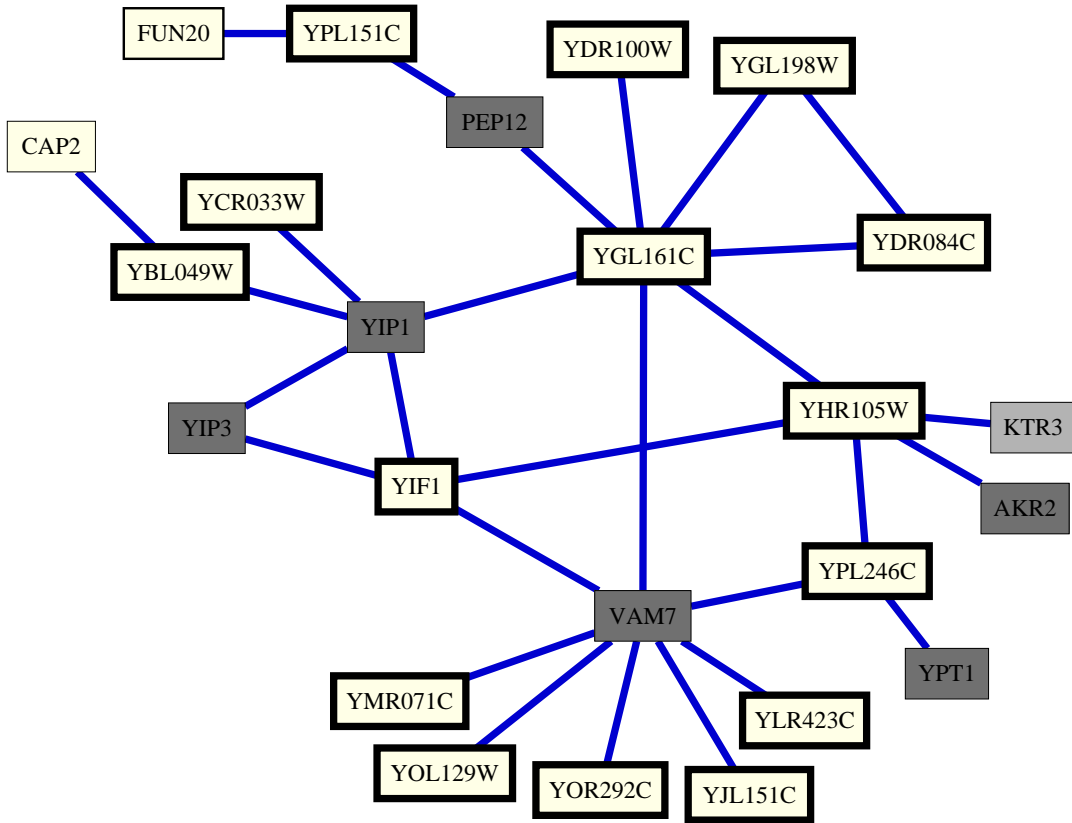 FUN20
YPL151C
YDR100W
YGL198W
PEP12
CAP2
YCR033W
YBL049W
YGL161C
YDR084C
YIP1
YHR105W
KTR3
YIP3
YIF1
AKR2
YPL246C
VAM7
YPT1
YMR071C
YLR423C
YOL129W
YOR292C
YJL151C